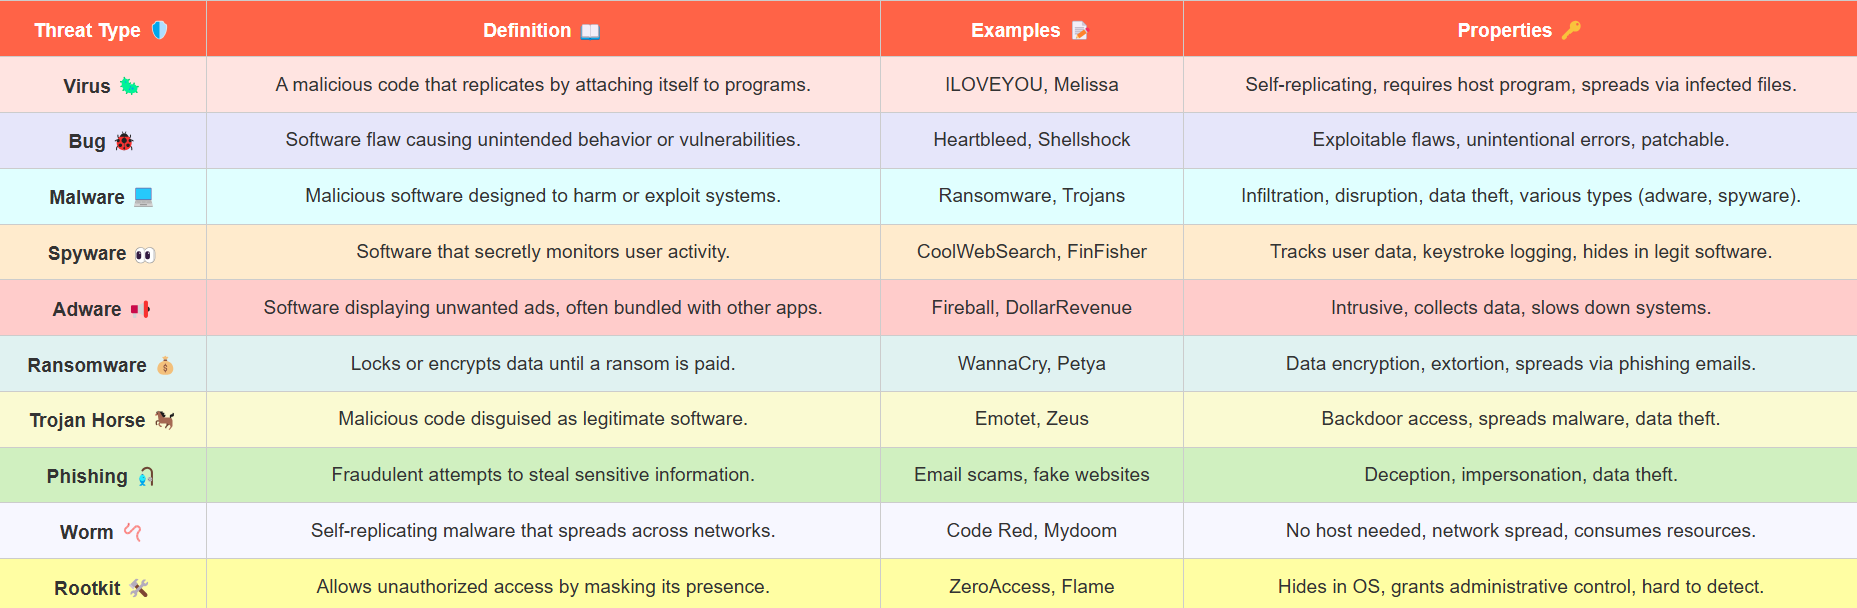 Threat Type 🛡️ Definition 📖 Examples 📝 Properties 🔑
Virus 🦠 A malicious code that replicates by attaching itself to programs. ILOVEYOU, Melissa Self-replicating, requires host program, spreads via infected files.
Bug 🐞 Software flaw causing unintended behavior or vulnerabilities. Heartbleed, Shellshock Exploitable flaws, unintentional errors, patchable.
Malware 💻 Malicious software designed to harm or exploit systems. Ransomware, Trojans Infiltration, disruption, data theft, various types (adware, spyware).
Spyware 👀 Software that secretly monitors user activity. CoolWebSearch, FinFisher Tracks user data, keystroke logging, hides in legit software.
Adware 📢 Software displaying unwanted ads, often bundled with other apps. Fireball, DollarRevenue Intrusive, collects data, slows down systems.
Ransomware 💰 Locks or encrypts data until a ransom is paid. WannaCry, Petya Data encryption, extortion, spreads via phishing emails.
Trojan Horse 🐎 Malicious code disguised as legitimate software. Emotet, Zeus Backdoor access, spreads malware, data theft.
Phishing 🎣 Fraudulent attempts to steal sensitive information. Email scams, fake websites Deception, impersonation, data theft.
Worm 🪱 Self-replicating malware that spreads across networks. Code Red, Mydoom No host needed, network spread, consumes resources.
Rootkit 🛠️ Allows unauthorized access by masking its presence. ZeroAccess, Flame Hides in OS, grants administrative control, hard to detect.